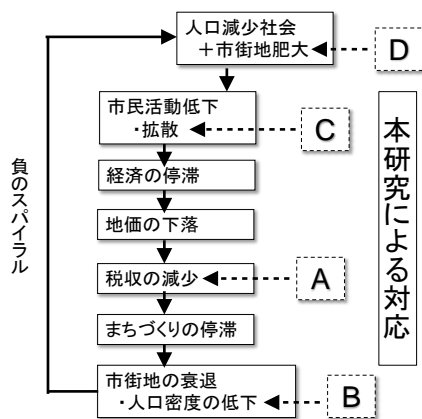 人口減少社会
＋市街地肥大
D
市民活動低下
・拡散
C
経済の停滞
地価の下落
税収の減少
A
まちづくりの停滞
市街地の衰退
・人口密度の低下
B
負のスパイラル
本研究による対応